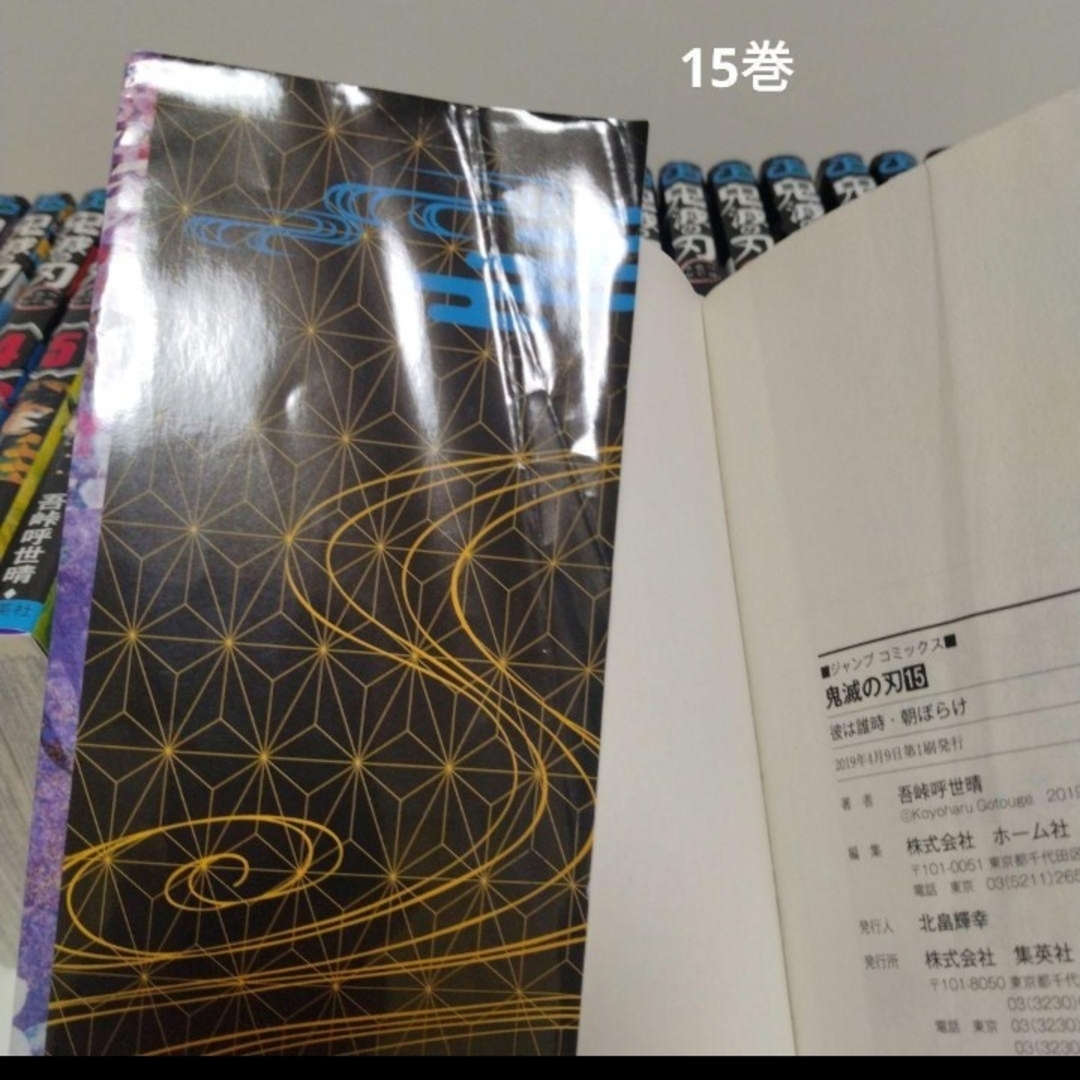 15巻
鬼滅の刃
鬼滅の刃
4
5
吾峠呼世晴
■ジャンプ コミックス■
鬼滅の刃15
彼は誰時・朝ぼらけ
2019年4月9日第1刷発行
著 者 吾峠呼世晴
©Koyoharu Gotouge 2019
編 集 株式会社 ホーム社
〒101-0051 東京都千代田区
電話 東京 03(5211)265
発行人 北畠輝幸
発行所 株式会社 集英社
〒101-8050 東京都千代
03(3230)
電話 東京 03(3230)
03(3230)